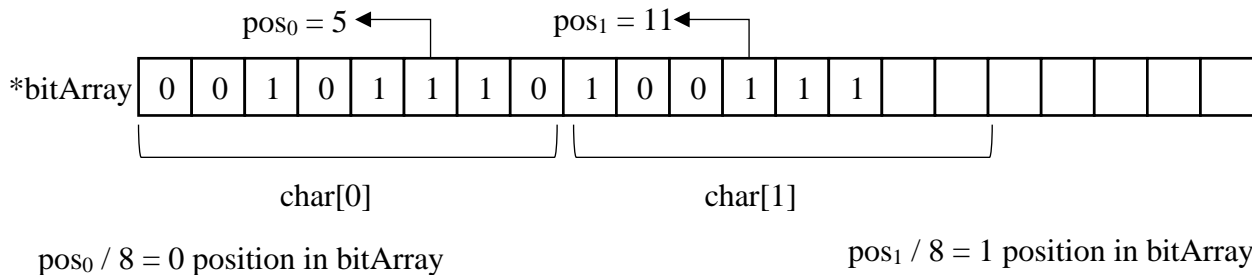 pos₀ = 5 pos₁ = 11
*bitArray 0 0 1 0 1 1 1 0 1 0 0 1 1 1
char[0] char[1]
pos₀ / 8 = 0 position in bitArray pos₁ / 8 = 1 position in bitArray